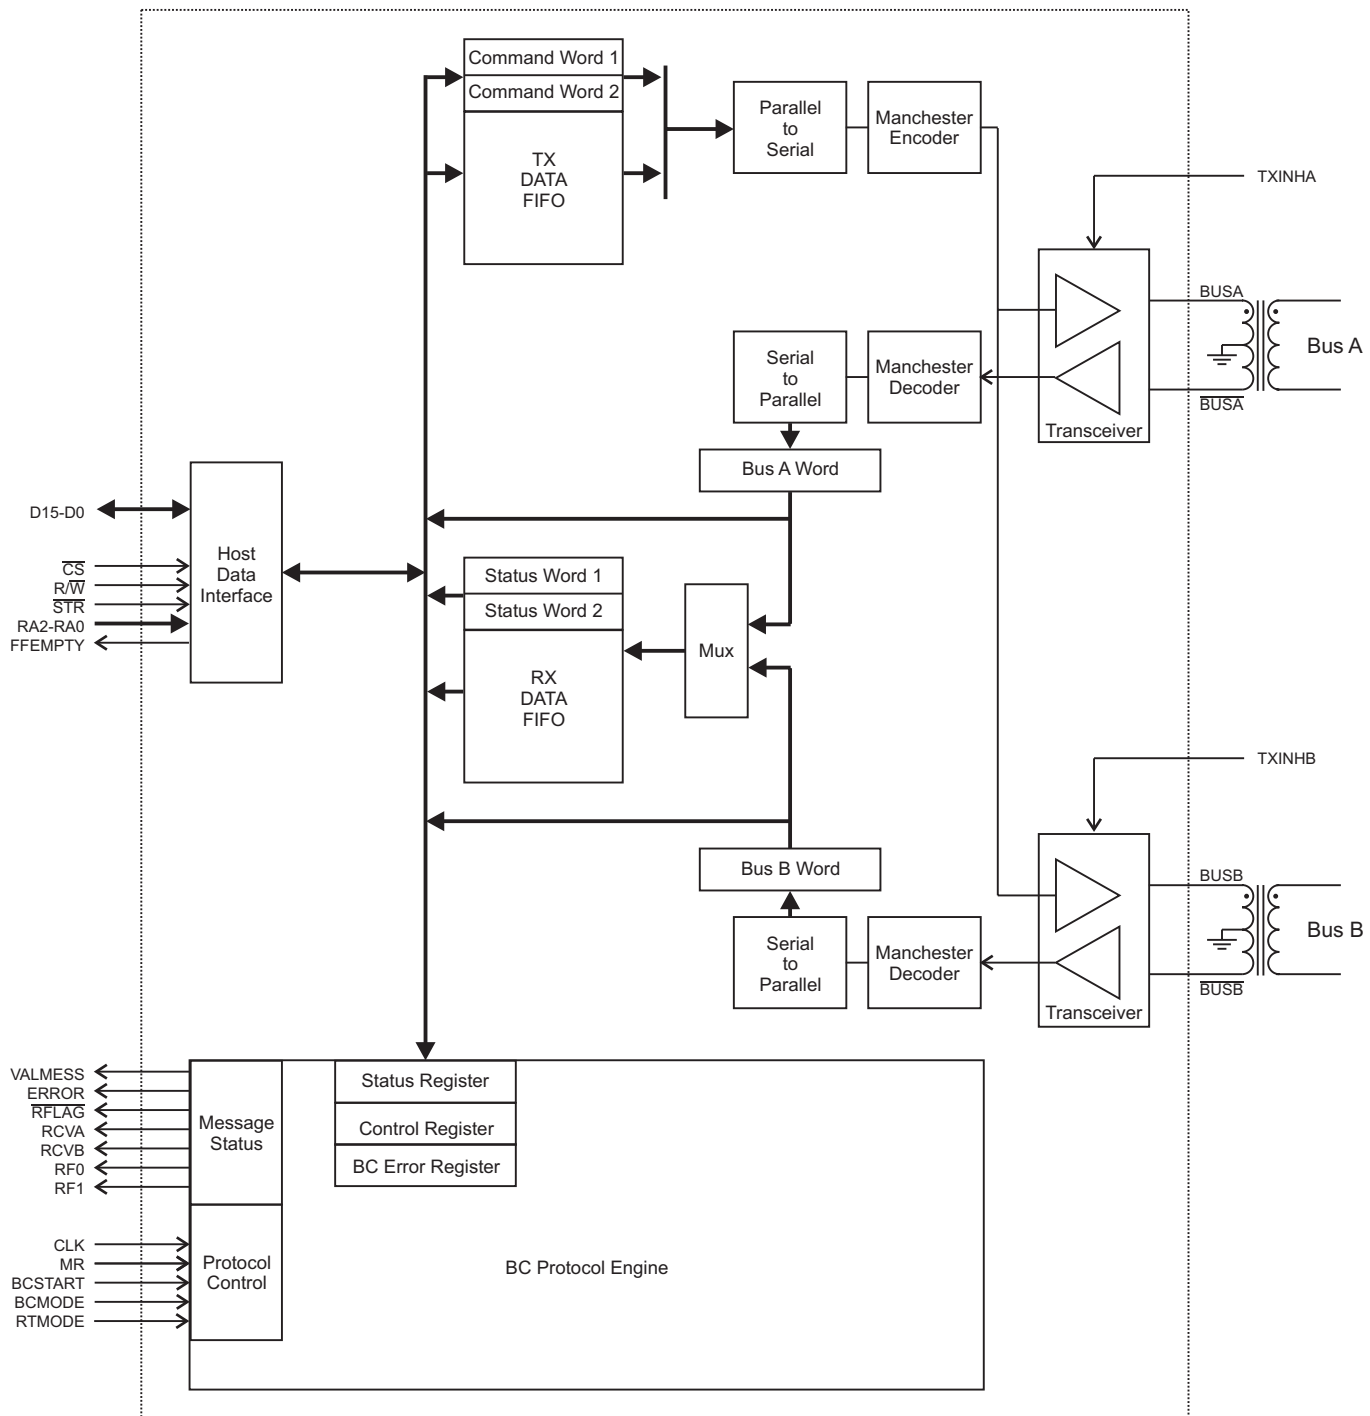 Command Word 1
Command Word 2
TX
DATA
FIFO
Parallel
to
Serial
Manchester
Encoder
TXINHA
BUSA
Bus A
BUSA
Transceiver
Serial
to
Parallel
Manchester
Decoder
Bus A Word
D15-D0
CS
R/W
STR
RA2-RA0
FFEMPTY
Host
Data
Interface
Status Word 1
Status Word 2
RX
DATA
FIFO
Mux
TXINHB
Bus B Word
BUSB
Bus B
BUSB
Transceiver
Serial
to
Parallel
Manchester
Decoder
VALMESS
ERROR
RFLAG
RCVA
RCVB
RF0
RF1
Message
Status
Status Register
Control Register
BC Error Register
CLK
MR
BCSTART
BCMODE
RTMODE
Protocol
Control
BC Protocol Engine